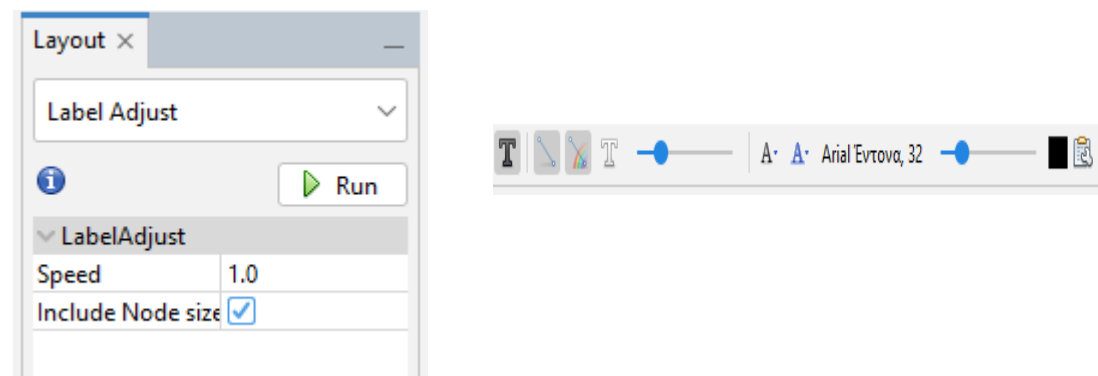 Layout
Label Adjust
Run
LabelAdjust
Speed 1.0
Include Node size
T T A A Arial Έντονα, 32